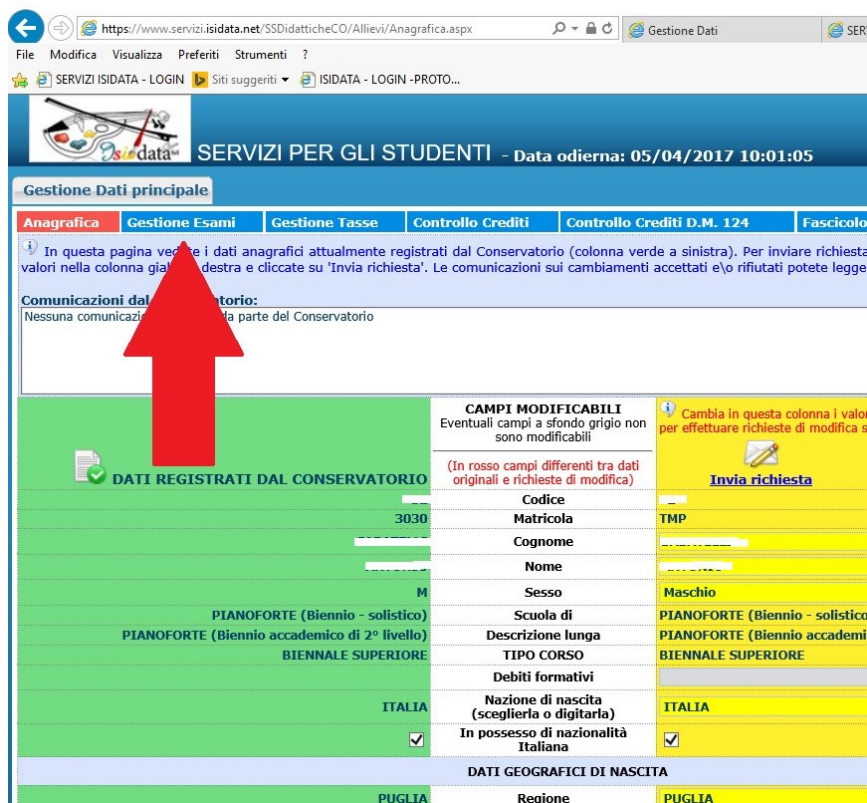 https://www.servizi.isidata.net/SSDidatticheCO/Allievi/Anagrafica.aspx
Gestione Dati
SER
File Modifica Visualizza Preferiti Strumenti ?
SERVIZI ISIDATA - LOGIN Siti suggeriti ISIDATA - LOGIN -PROTO...
Isidata SERVIZI PER GLI STUDENTI - Data odierna: 05/04/2017 10:01:05
Gestione Dati principale
Anagrafica Gestione Esami Gestione Tasse Controllo Crediti Controllo Crediti D.M. 124 Fascicolo
In questa pagina i dati anagrafici attualmente registrati dal Conservatorio (colonna verde a sinistra). Per inviare richiesta
valori nella colonna destra e cliccate su 'Invia richiesta'. Le comunicazioni sui cambiamenti accettati e\o rifiutati potete legge
Comunicazioni dal
Nessuna da parte del Conservatorio
CAMPI MODIFICABILI
Eventuali campi a sfondo grigio non
sono modificabili
(In rosso campi differenti tra dati
originali e richieste di modifica)
Cambia in questa colonna i valor
per effettuare richieste di modifica s
Invia richiesta
DATI REGISTRATI DAL CONSERVATORIO
Codice
3030 Matricola TMP
Cognome
Nome
M Sesso Maschio
PIANOFORTE (Biennio - solistico) Scuola di PIANOFORTE (Biennio - solistico
PIANOFORTE (Biennio accademico di 2º livello) Descrizione lunga PIANOFORTE (Biennio accademi
BIENNALE SUPERIORE TIPO CORSO BIENNALE SUPERIORE
Debiti formativi
ITALIA Nazione di nascita
(sceglierla o digitarla) ITALIA
In possesso di nazionalità
Italiana
DATI GEOGRAFICI DI NASCITA
PUGLIA Regione PUGLIA